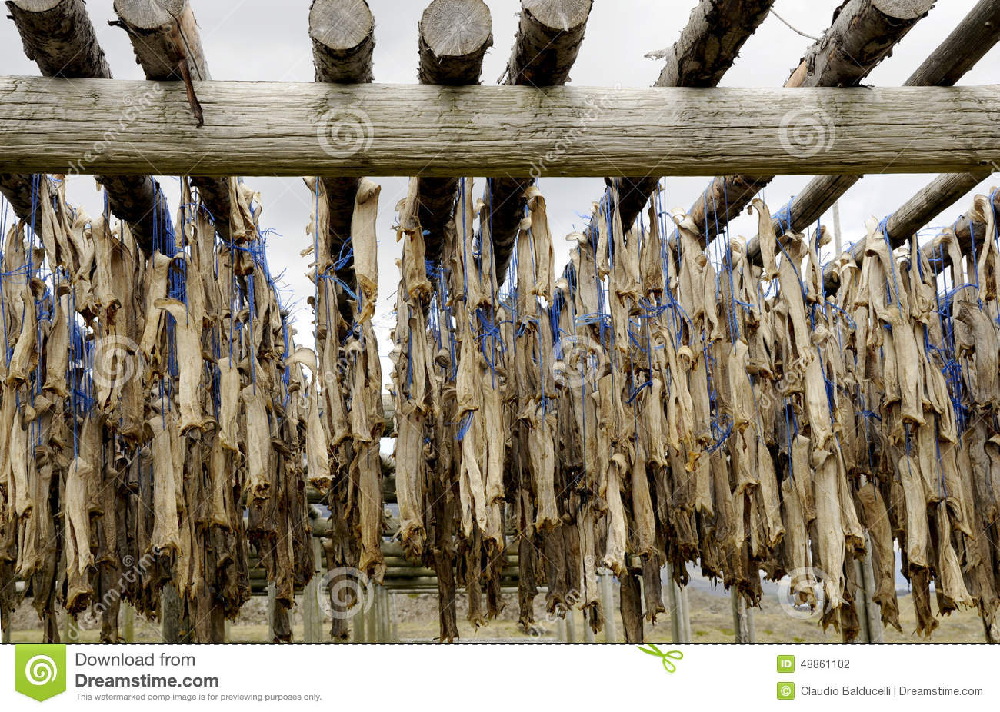 Download from
Dreamstime.com
This watermarked comp image is for previewing purposes only.
ID 48861102
© Claudio Balducelli | Dreamstime.com